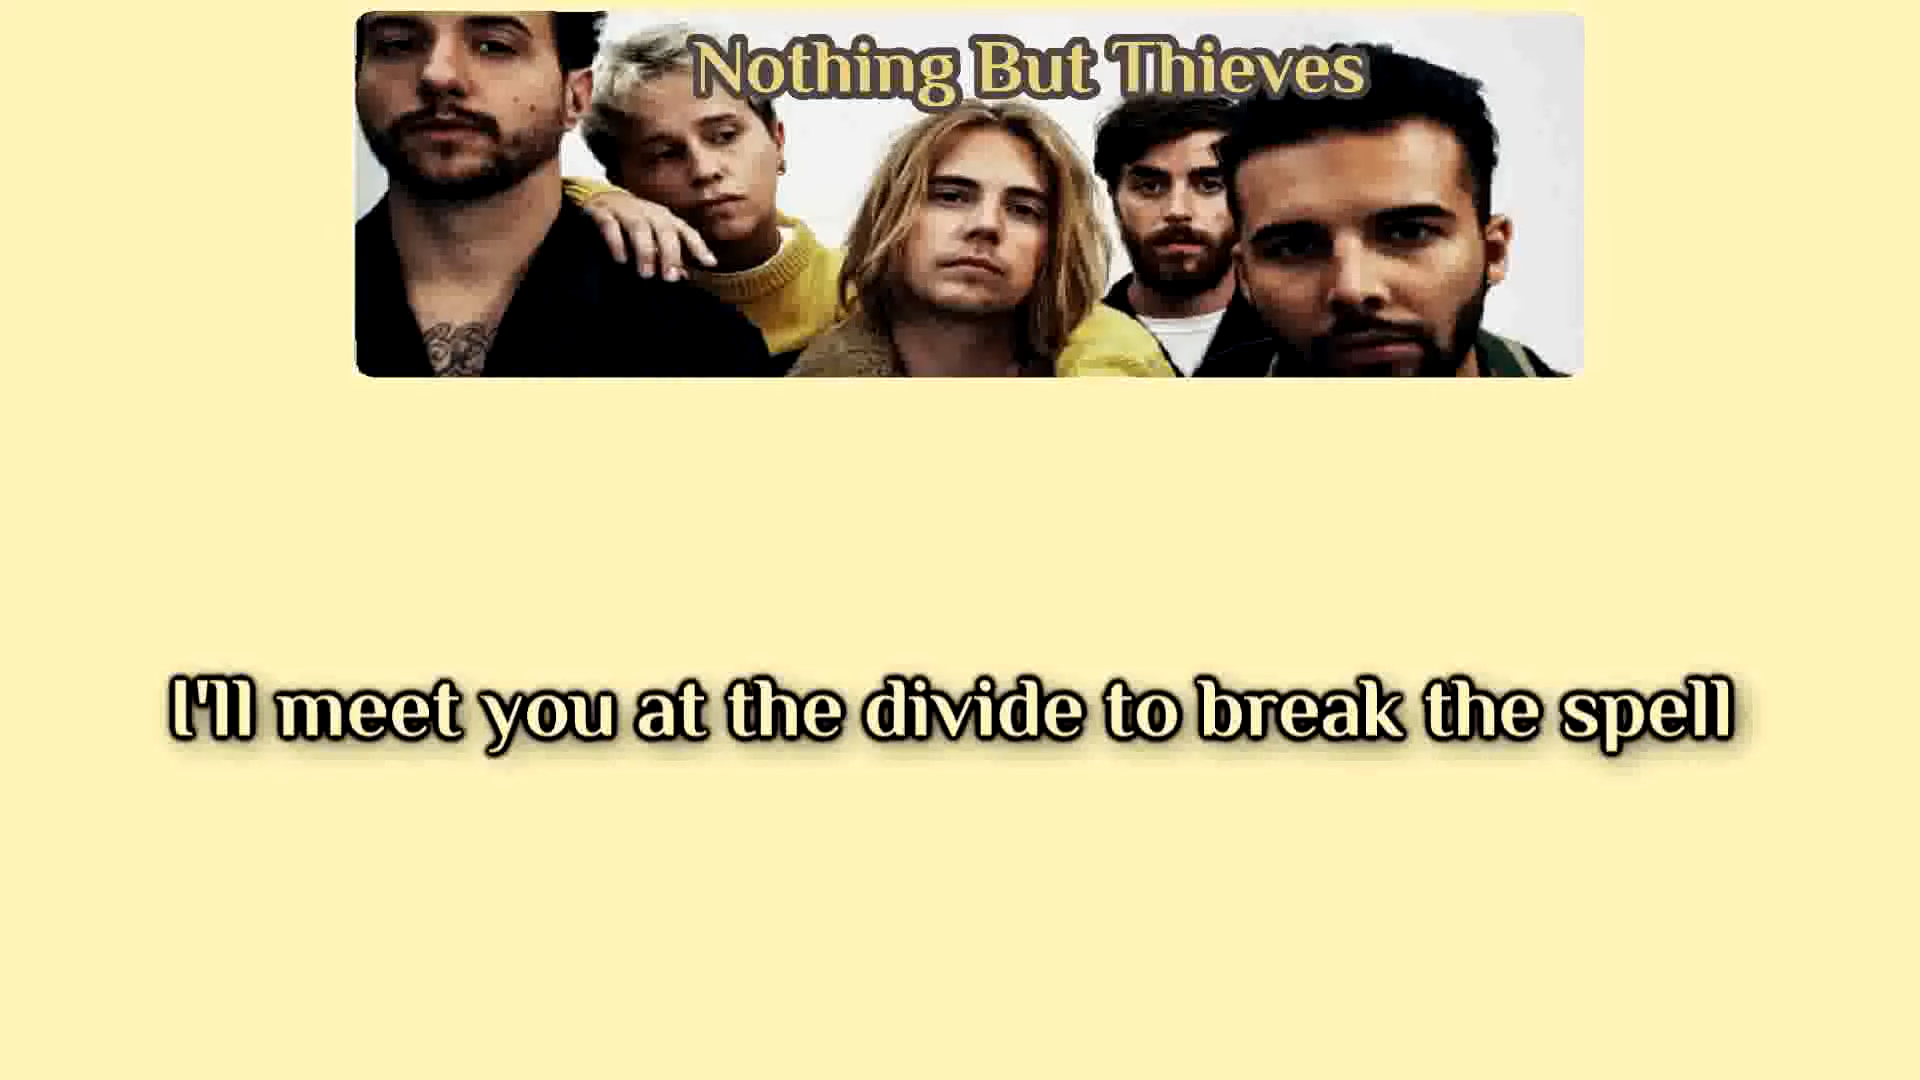 Nothing But Thieves
I'll meet you at the divide to break the spell